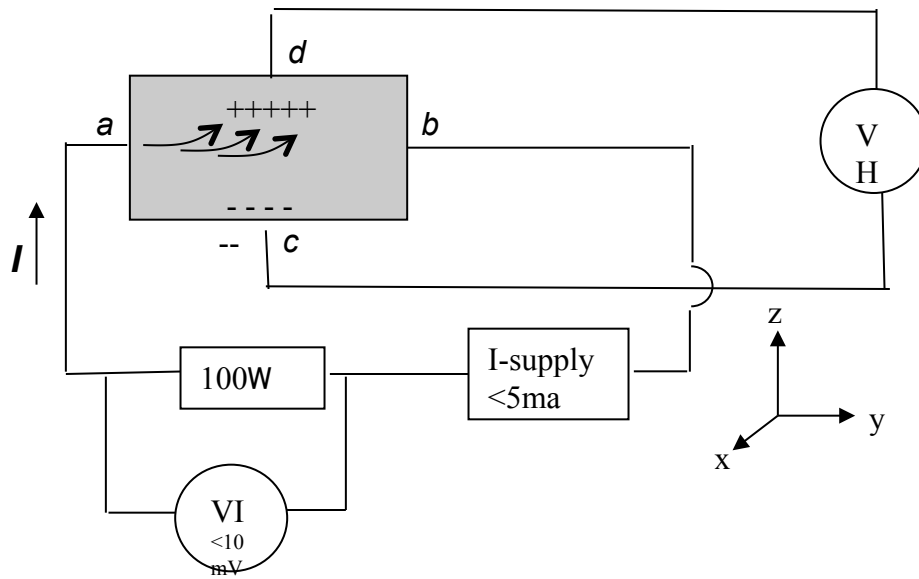 d
+++++
a
b
V
H
- - - -
-- c
I
z
I-supply
<5ma
100W
y
x
VI
<10
mV